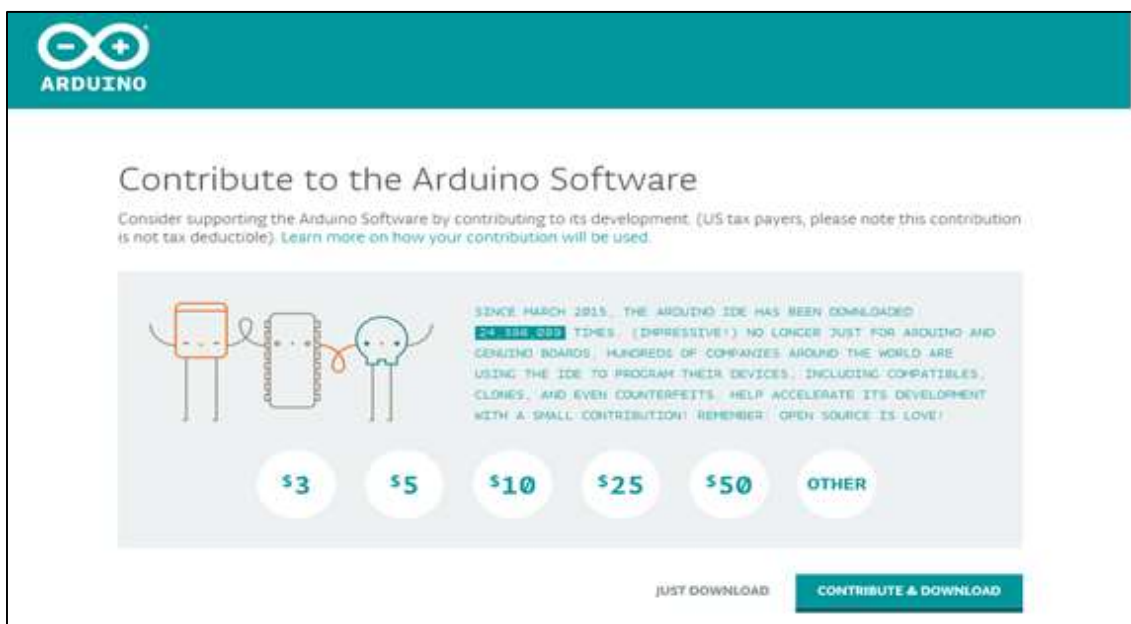 ARDUINO
Contribute to the Arduino Software
Consider supporting the Arduino Software by contributing to its development. (US tax payers, please note this contribution
is not tax deductible). Learn more on how your contribution will be used.
SINCE MARCH 2015, THE ARDUINO IDE HAS BEEN DOWNLOADED
TIMES. (IMPRESSIVE!) NO LONGER JUST FOR ARDUINO AND
GENUINO BOARDS, HUNDREDS OF COMPANIES AROUND THE WORLD ARE
USING THE IDE TO PROGRAM THEIR DEVICES, INCLUDING COMPATIBLES,
CLONES, AND EVEN COUNTERFEITS. HELP ACCELERATE ITS DEVELOPMENT
WITH A SMALL CONTRIBUTION! REMEMBER: OPEN SOURCE IS LOVE!
$3 $5 $10 $25 $50 OTHER
JUST DOWNLOAD CONTRIBUTE & DOWNLOAD